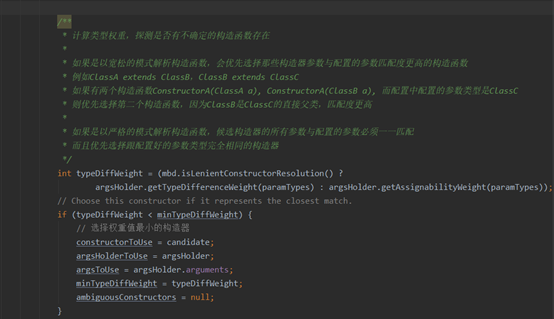 /**
 * 计算类型权重，探测是否有不确定的构造函数存在
 *
 * 如果是以宽松的模式解析构造函数，会优先选择那些构造器参数与配置的参数匹配度更高的构造函数
 * 例如ClassA extends ClassB，ClassB extends ClassC
 * 如果有两个构造函数ConstructorA(ClassA a), ConstructorA(ClassB a), 而配置中配置的参数类型是ClassC
 * 则优先选择第二个构造函数，因为ClassB是ClassC的直接父类，匹配度更高
 *
 * 如果是以严格的模式解析构造函数，候选构造器的所有参数与配置的参数必须一一匹配
 * 而且优先选择跟配置好的参数类型完全相同的构造器
 */
int typeDiffWeight = (mbd.isLenientConstructorResolution() ?
argsHolder.getTypeDifferenceWeight(paramTypes) : argsHolder.getAssignabilityWeight(paramTypes));
// Choose this constructor if it represents the closest match.
if (typeDiffWeight < minTypeDiffWeight) {
// 选择权重值最小的构造器
constructorToUse = candidate;
argsHolderToUse = argsHolder;
argsToUse = argsHolder.arguments;
minTypeDiffWeight = typeDiffWeight;
ambiguousConstructors = null;
}